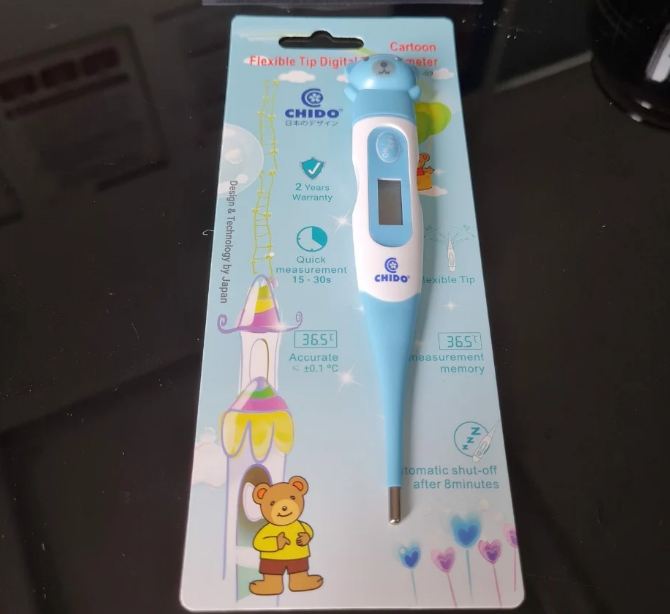 Cartoon
Flexible Tip Digital
CHIDO
日本のデザイン
2 Years
Warranty
Design & Technology by Japan
Quick
measurement
15 - 30s
CHIDO
lexible Tip
36.5°C
Accurate
≤ ±0.1 °C
36.5°C
measurement
memory
ZZZ
tomatic shut-off
after 8minutes